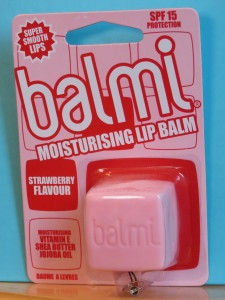 SUPER
SMOOTH
LIPS
SPF 15
PROTECTION
balmi®
MOISTURISING LIP BALM
STRAWBERRY
FLAVOUR
balmi
MOISTURISING
VITAMIN E
SHEA BUTTER
JOJOBA OIL
BAUME A LEVRES